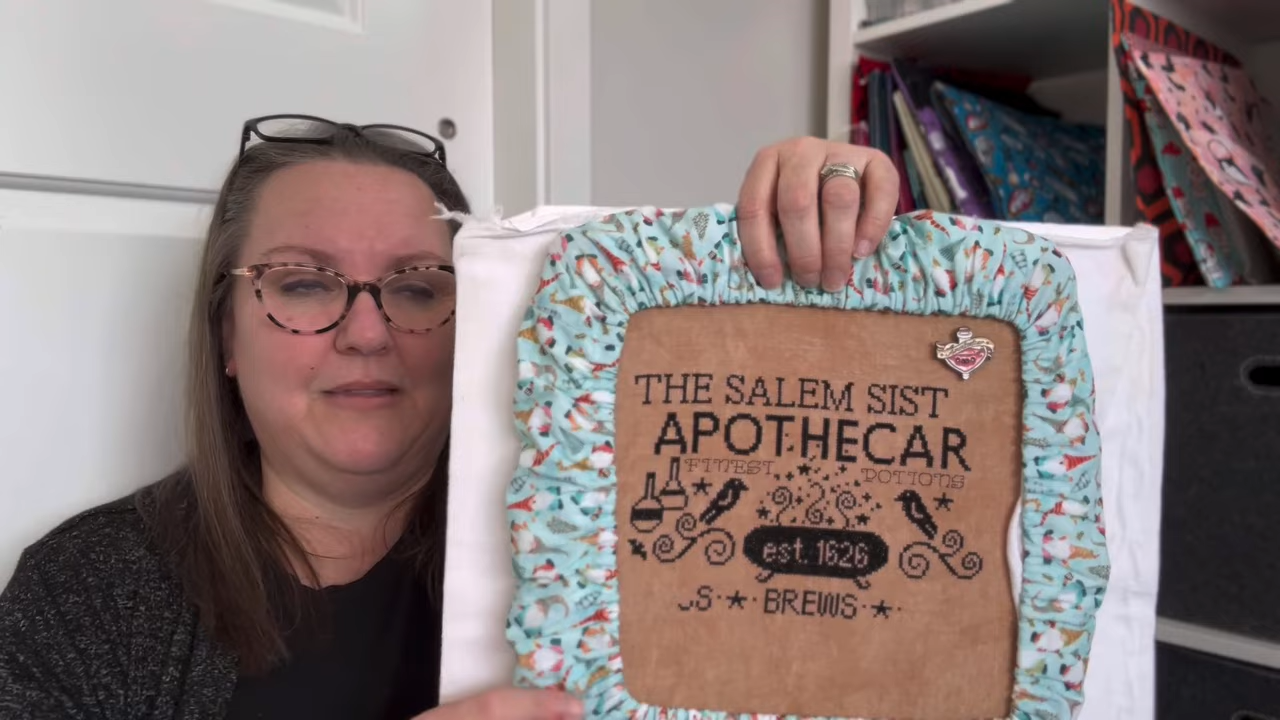 THE SALEM SIST
APOTHECAR
FINEST POTIONS
est. 1626
S ★ BREWS ★